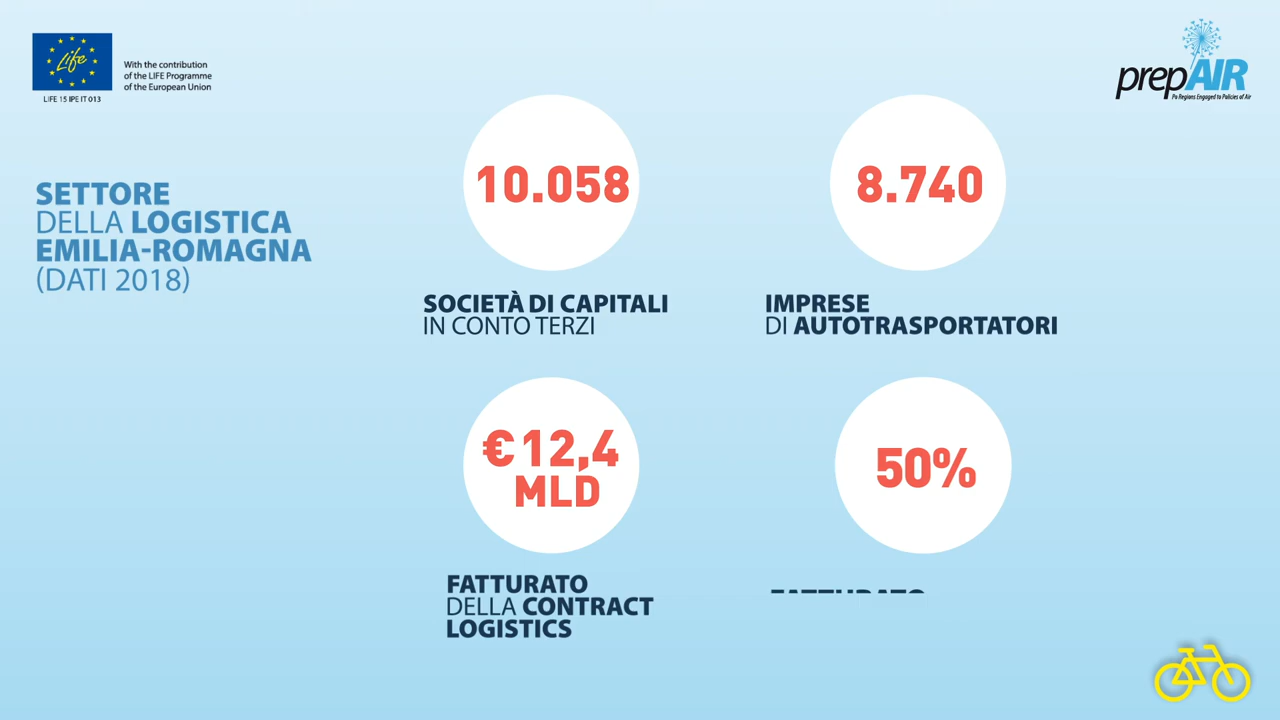 Life
LIFE 15 IPE IT 013
With the contribution
of the LIFE Programme
of the European Union
prepAIR
Po Regions Engaged to Policies of Air
SETTORE
DELLA LOGISTICA
EMILIA-ROMAGNA
(DATI 2018)
10.058
SOCIETÀ DI CAPITALI
IN CONTO TERZI
8.740
IMPRESE
DI AUTOTRASPORTATORI
€12,4
MLD
FATTURATO
DELLA CONTRACT
LOGISTICS
50%
FATTURATO